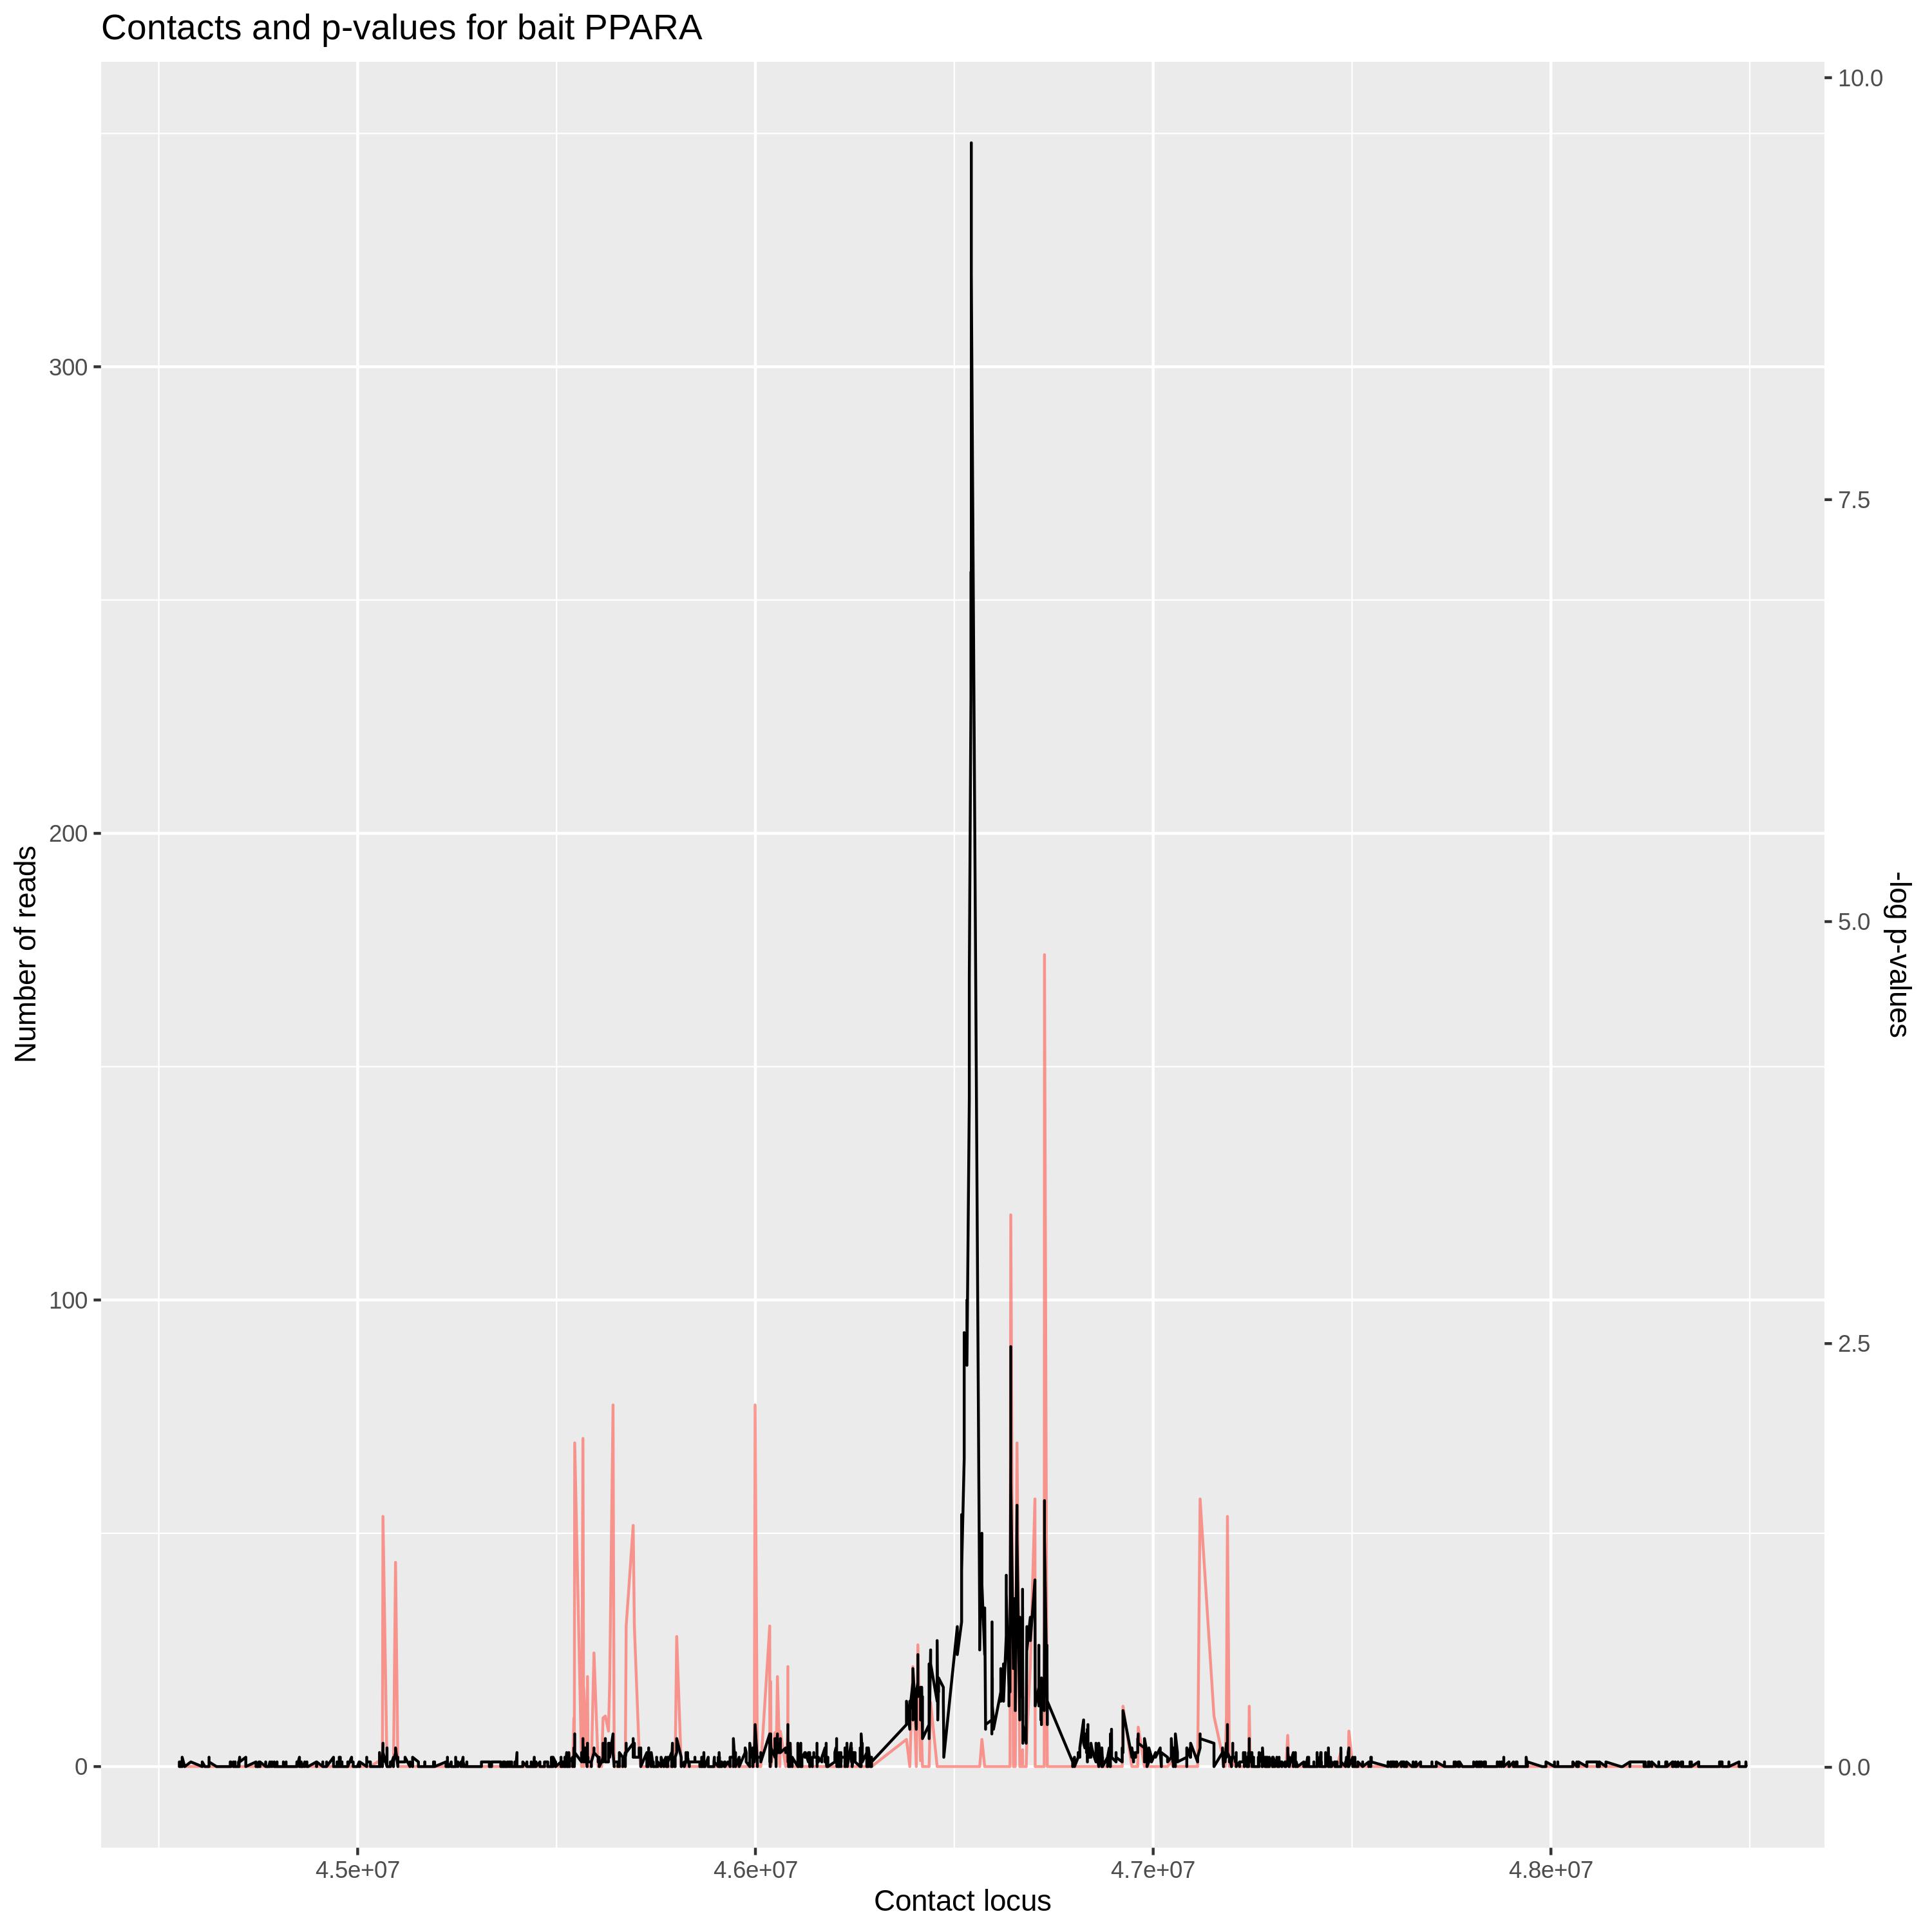 Contacts and p-values for bait PPARA
10.0
7.5
5.0
2.5
0.0
300
200
100
0
Number of reads
-log p-values
4.5e+07
4.6e+07
4.7e+07
4.8e+07
Contact locus